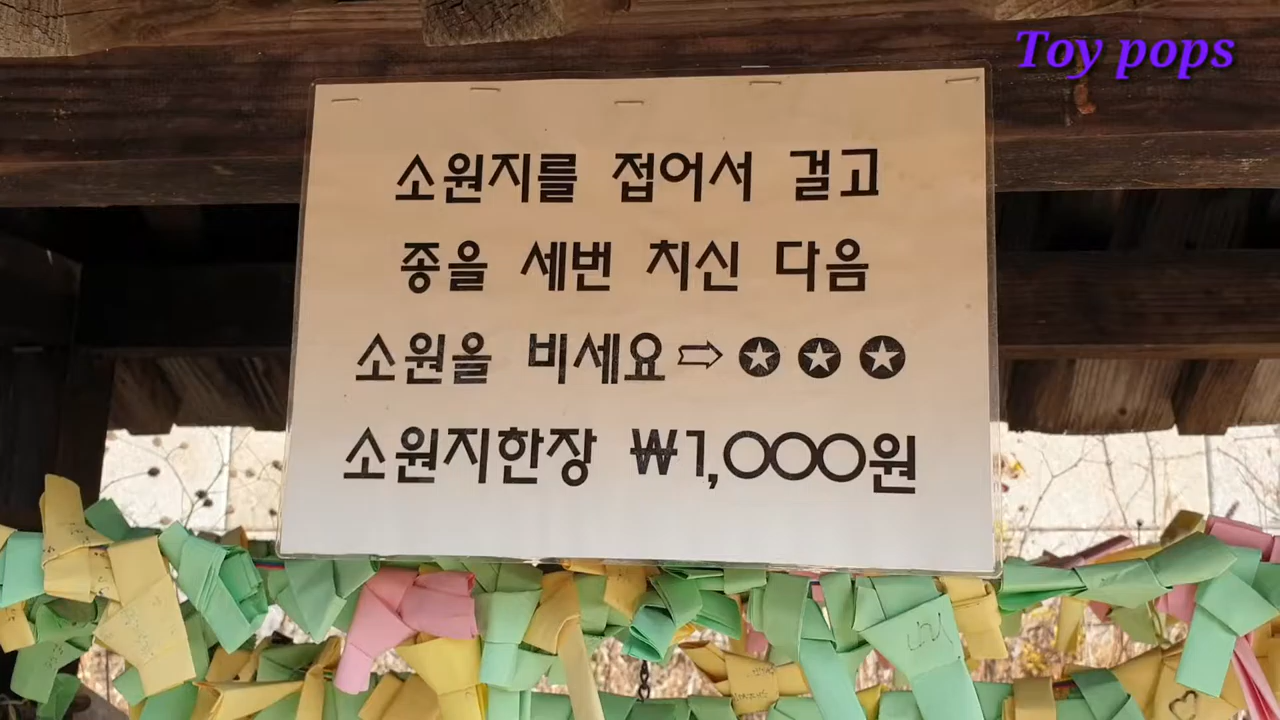 Toy pops
소원지를 접어서 걸고
종을 세번 치신 다음
소원을 비세요⇨✪✪✪
소원지한장 ₩1,000원